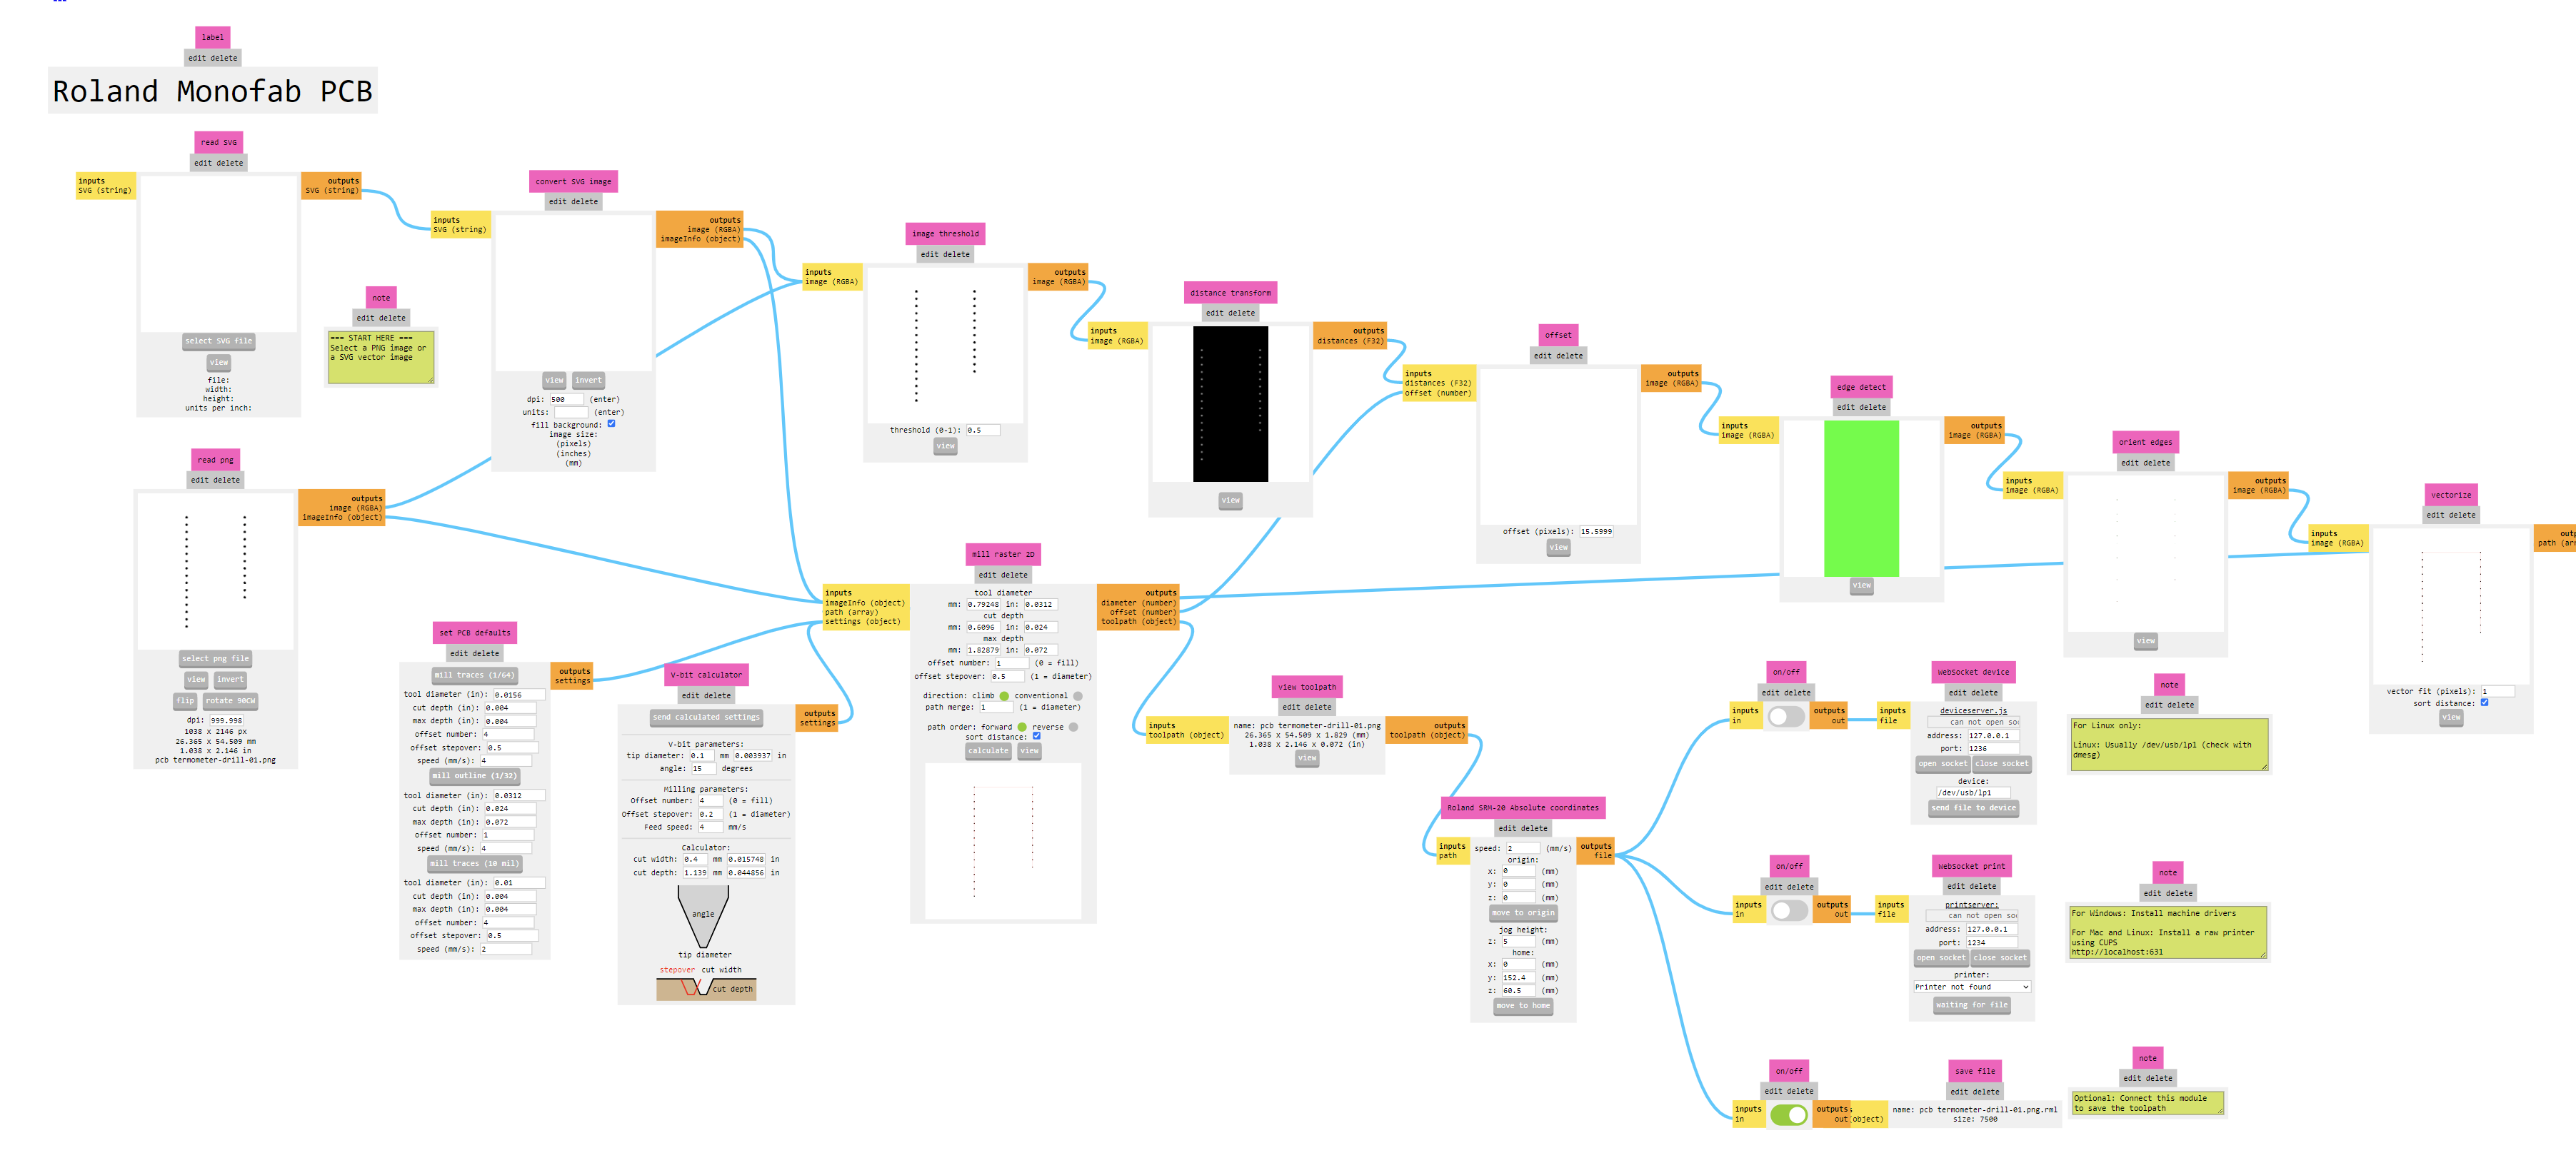 label
edit delete
Roland Monofab PCB
read SVG
edit delete
inputs
SVG (string)
outputs
SVG (string)
select SVG file
view
file:
width:
height:
units per inch:
note
edit delete
=== START HERE ===
Select a PNG image or
a SVG vector image
convert SVG image
edit delete
inputs
SVG (string)
outputs
image (RGBA)
imageInfo (object)
view invert
dpi: 500 (enter)
units: (enter)
fill background:
image size:
(pixels)
(inches)
(mm)
read png
edit delete
outputs
image (RGBA)
imageInfo (object)
select png file
view invert
flip rotate 90CW
dpi: 999.998
1038 x 2146 px
26.365 x 54.509 mm
1.038 x 2.146 in
pcb termometer-drill-01.png
set PCB defaults
edit delete
outputs
settings
mill traces (1/64)
tool diameter (in): 0.0156
cut depth (in): 0.004
max depth (in): 0.004
offset number: 4
offset stepover: 0.5
speed (mm/s): 4
mill outline (1/32)
tool diameter (in): 0.0312
cut depth (in): 0.024
max depth (in): 0.072
offset number: 1
speed (mm/s): 4
mill traces (10 mil)
tool diameter (in): 0.01
cut depth (in): 0.004
max depth (in): 0.004
offset number: 4
offset stepover: 0.5
speed (mm/s): 2
V-bit calculator
edit delete
outputs
settings
send calculated settings
V-bit parameters:
tip diameter: 0.1 mm 0.003937 in
angle: 15 degrees
Milling parameters:
Offset number: 4 (0 = fill)
Offset stepover: 0.2 (1 = diameter)
Feed speed: 4 mm/s
Calculator:
cut width: 0.4 mm 0.015748 in
cut depth: 1.139 mm 0.044856 in
angle
tip diameter
stepover cut width
cut depth
image threshold
edit delete
inputs
image (RGBA)
outputs
image (RGBA)
threshold (0-1): 0.5
view
mill raster 2D
edit delete
inputs
imageInfo (object)
path (array)
settings (object)
outputs
diameter (number)
offset (number)
toolpath (object)
tool diameter
mm: 0.79248 in: 0.0312
cut depth
mm: 0.6096 in: 0.024
max depth
mm: 1.82879 in: 0.072
offset number: 1 (0 = fill)
offset stepover: 0.5 (1 = diameter)
direction: climb conventional
path merge: 1 (1 = diameter)
path order: forward reverse
sort distance:
calculate view
distance transform
edit delete
inputs
image (RGBA)
outputs
distances (F32)
view
offset
edit delete
inputs
distances (F32)
offset (number)
outputs
image (RGBA)
offset (pixels): 15.5999
view
edge detect
edit delete
inputs
image (RGBA)
outputs
image (RGBA)
view
orient edges
edit delete
inputs
image (RGBA)
outputs
image (RGBA)
view
vectorize
edit delete
inputs
image (RGBA)
vector fit (pixels): 1
sort distance:
view
view toolpath
edit delete
inputs
toolpath (object)
outputs
toolpath (object)
name: pcb termometer-drill-01.png
26.365 x 54.509 x 1.829 (mm)
1.038 x 2.146 x 0.072 (in)
view
Roland SRM-20 Absolute coordinates
edit delete
inputs
path
outputs
file
speed: 2 (mm/s)
origin:
x: 0 (mm)
y: 0 (mm)
z: 0 (mm)
move to origin
jog height:
z: 5 (mm)
home:
x: 0 (mm)
y: 152.4 (mm)
z: 60.5 (mm)
move to home
on/off
edit delete
inputs
in
outputs
out
WebSocket device
edit delete
inputs
file
deviceserver.js
can not open so
address: 127.0.0.1
port: 1236
open socket close socket
device:
/dev/usb/lp1
send file to device
note
edit delete
For Linux only:
Linux: Usually /dev/usb/lp1 (check with
dmesg)
on/off
edit delete
inputs
in
outputs
out
WebSocket print
edit delete
inputs
file
printserver:
can not open so
address: 127.0.0.1
port: 1234
open socket close socket
printer:
Printer not found
waiting for file
note
edit delete
For Windows: Install machine drivers
For Mac and Linux: Install a raw printer
using CUPS
http://localhost:631
on/off
edit delete
inputs
in
outputs
out
object)
save file
edit delete
name: pcb termometer-drill-01.png.rml
size: 7500
note
edit delete
Optional: Connect this module
to save the toolpath